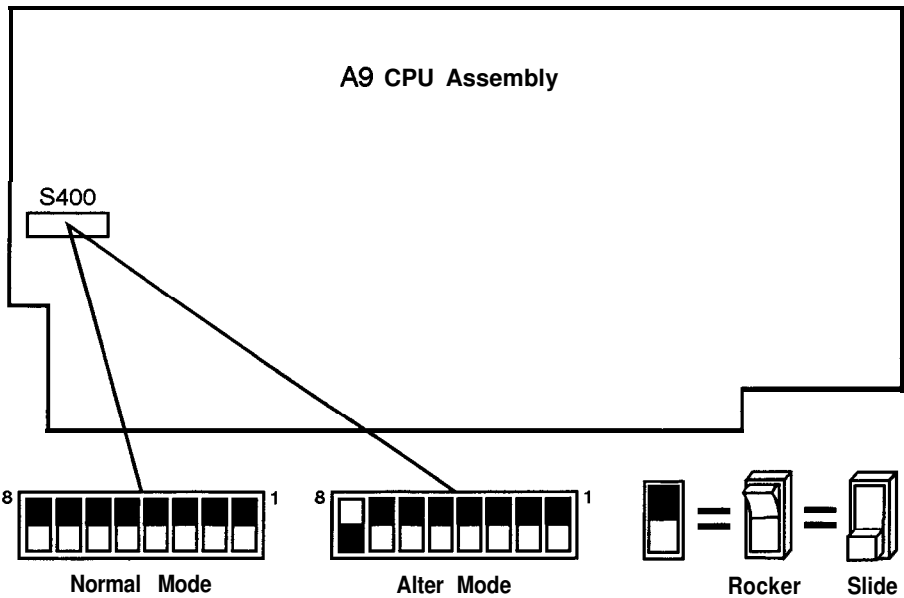 A9 CPU Assembly
S400
8 1
8 1
Normal Mode
Alter Mode
Rocker
Slide